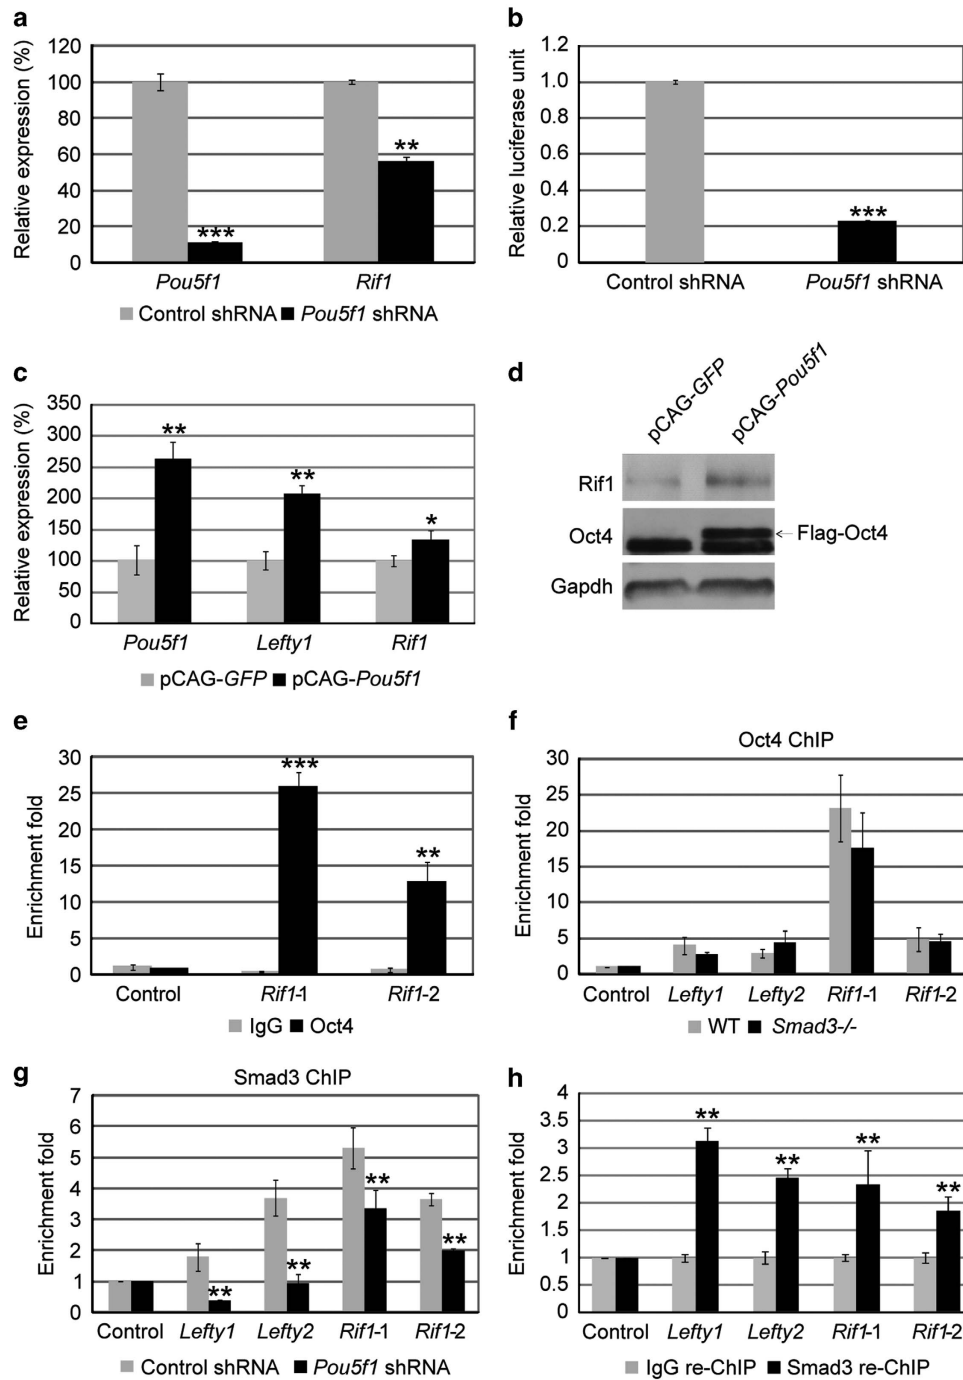 a
Relative expression (%)
120
100
80
60
40
20
0
***
**
Pou5f1
Rif1
Control shRNA
Pou5f1 shRNA
b
Relative luciferase unit
1.2
1.0
0.8
0.6
0.4
0.2
0
***
Control shRNA
Pou5f1 shRNA
c
Relative expression (%)
350
300
250
200
150
100
50
0
**
**
*
Pou5f1
Lefty1
Rif1
pCAG-GFP
pCAG-Pou5f1
d
pCAG-GFP
pCAG-Pou5f1
Rif1
Oct4
Flag-Oct4
Gapdh
e
Enrichment fold
30
25
20
15
10
5
0
***
**
Control
Rif1-1
Rif1-2
IgG
Oct4
f
Oct4 ChIP
Enrichment fold
30
25
20
15
10
5
0
Control
Lefty1
Lefty2
Rif1-1
Rif1-2
WT
Smad3-/-
g
Smad3 ChIP
Enrichment fold
7
6
5
4
3
2
1
0
**
**
**
**
Control
Lefty1
Lefty2
Rif1-1
Rif1-2
Control shRNA
Pou5f1 shRNA
h
Enrichment fold
4
3.5
3
2.5
2
1.5
1
0.5
0
**
**
**
**
Control
Lefty1
Lefty2
Rif1-1
Rif1-2
IgG re-ChIP
Smad3 re-ChIP